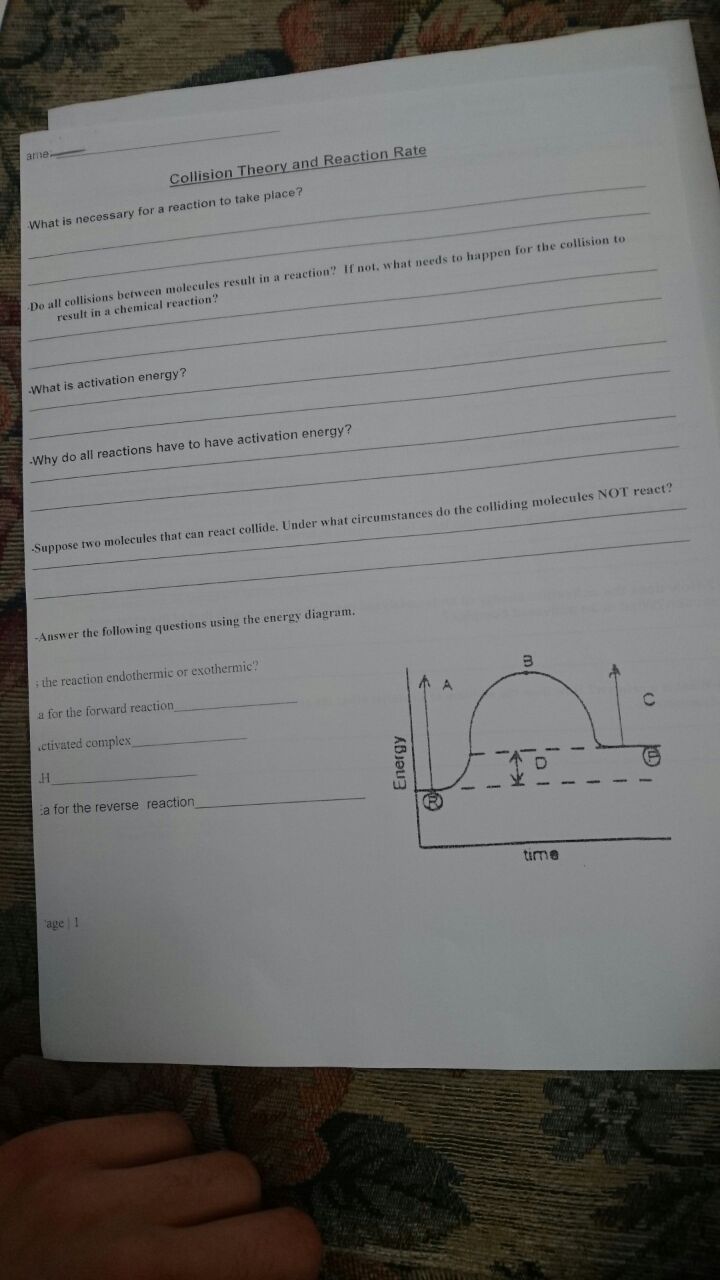 ame
Collision Theory and Reaction Rate
-What is necessary for a reaction to take place?
-Do all collisions between molecules result in a reaction? If not, what needs to happen for the collision to
result in a chemical reaction?
-What is activation energy?
-Why do all reactions have to have activation energy?
-Suppose two molecules that can react collide. Under what circumstances do the colliding molecules NOT react?
-Answer the following questions using the energy diagram.
s the reaction endothermic or exothermic?
a for the forward reaction
ctivated complex
H
Ea for the reverse reaction
A
B
C
D
R
P
Energy
time
age | 1